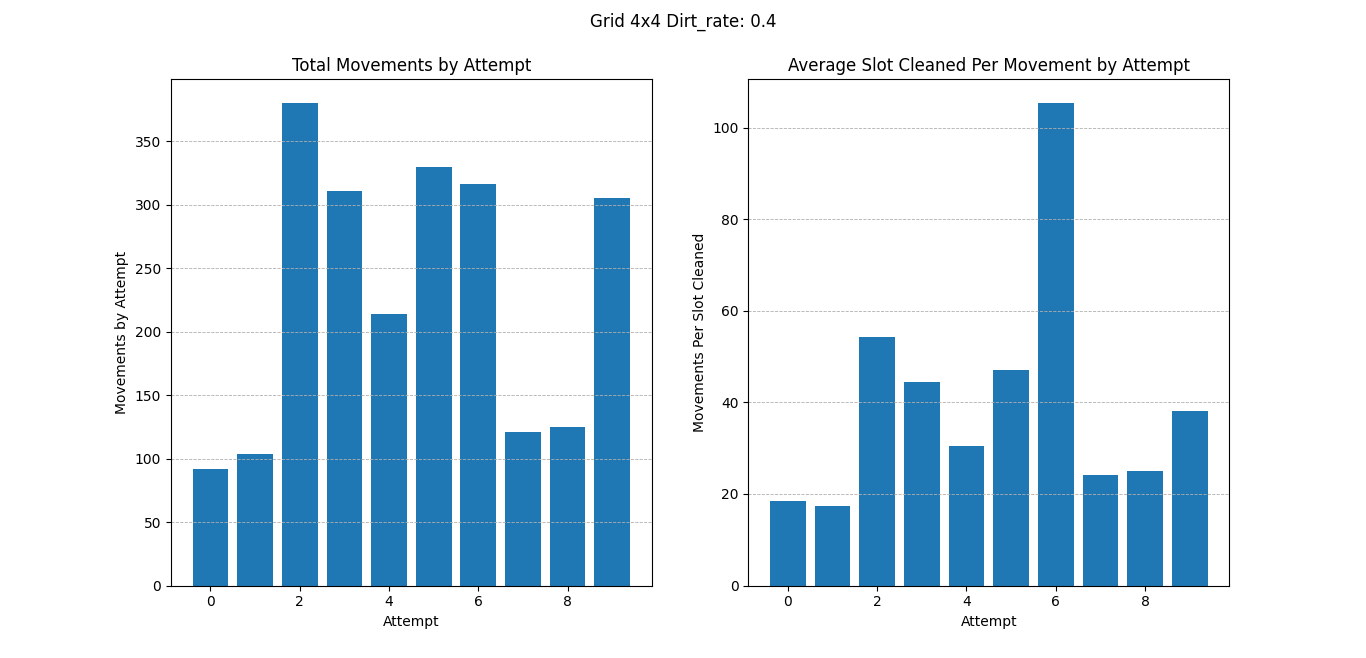 Grid 4x4 Dirt_rate: 0.4
Total Movements by Attempt
Movements by Attempt
350
300
250
200
150
100
50
0
0 2 4 6 8
Attempt
Average Slot Cleaned Per Movement by Attempt
Movements Per Slot Cleaned
100
80
60
40
20
0
0 2 4 6 8
Attempt